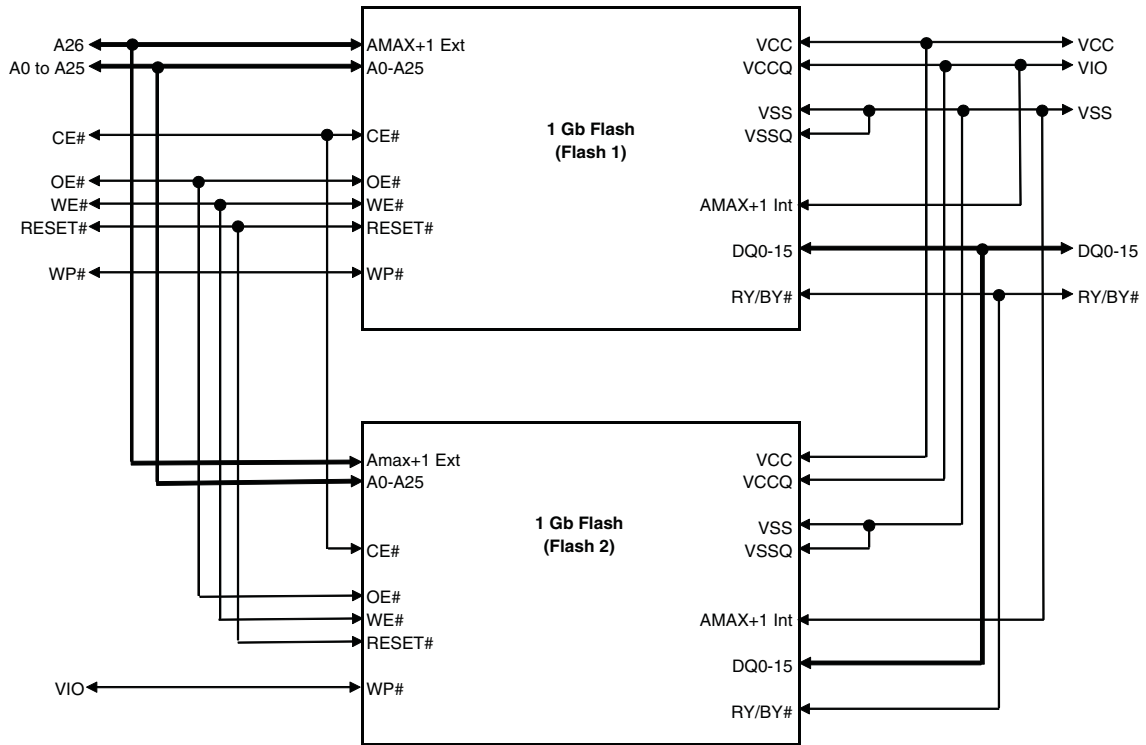 A26
A0 to A25
CE#
OE#
WE#
RESET#
WP#
AMAX+1 Ext
A0-A25
CE#
OE#
WE#
RESET#
WP#
1 Gb Flash
(Flash 1)
VCC
VCCQ
VSS
VSSQ
AMAX+1 Int
DQ0-15
RY/BY#
VCC
VIO
VSS
DQ0-15
RY/BY#
VIO
Amax+1 Ext
A0-A25
CE#
OE#
WE#
RESET#
WP#
1 Gb Flash
(Flash 2)
VCC
VCCQ
VSS
VSSQ
AMAX+1 Int
DQ0-15
RY/BY#